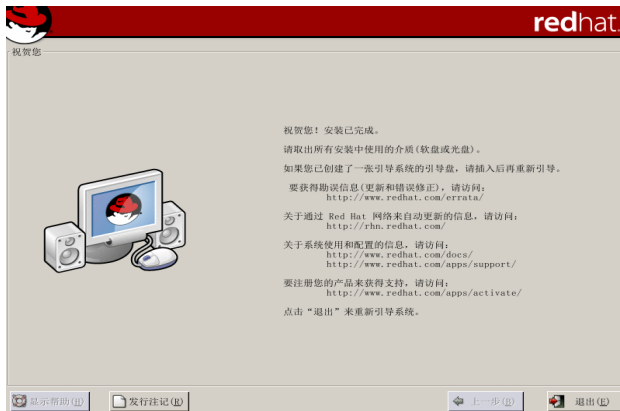 redhat.
祝贺您
祝贺您！安装已完成。
请取出所有安装中使用的介质(软盘或光盘)。
如果您已创建了一张引导系统的引导盘，请插入后再重新引导。
要获得勘误信息(更新和错误修正)，请访问：
http://www.redhat.com/errata/
关于通过 Red Hat 网络来自动更新的信息，请访问：
http://rhn.redhat.com/
关于系统使用和配置的信息，请访问：
http://www.redhat.com/docs/
http://www.redhat.com/apps/support/
要注册您的产品来获得支持，请访问：
http://www.redhat.com/apps/activate/
点击“退出”来重新引导系统。
显示帮助(H)
发行注记(R)
上一步(B)
退出(E)